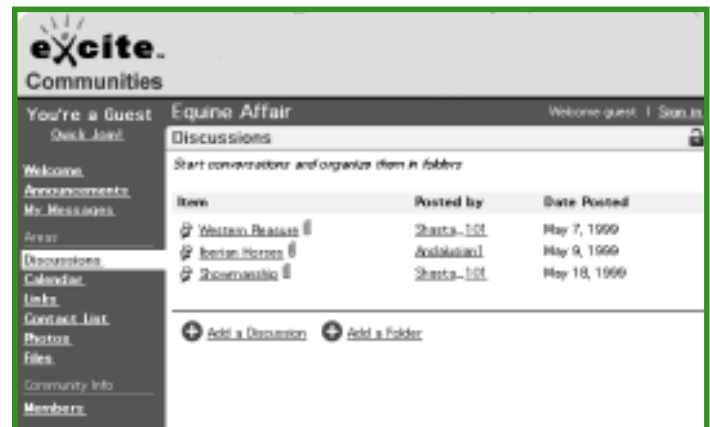 excite™
Communities
You're a Guest
Quick Join!
Welcome
Announcements
My Messages
Areas
Discussions
Calendar
Links
Contact List
Photos
Files
Community Info
Members
Equine Affair
Welcome guest | Sign in
Discussions
Start conversations and organize them in folders
Item Posted by Date Posted
Western Pleasure Shasta_101 May 7, 1999
Iberian Horses Andalusian1 May 9, 1999
Showmanship Shasta_101 May 18, 1999
Add a Discussion Add a Folder